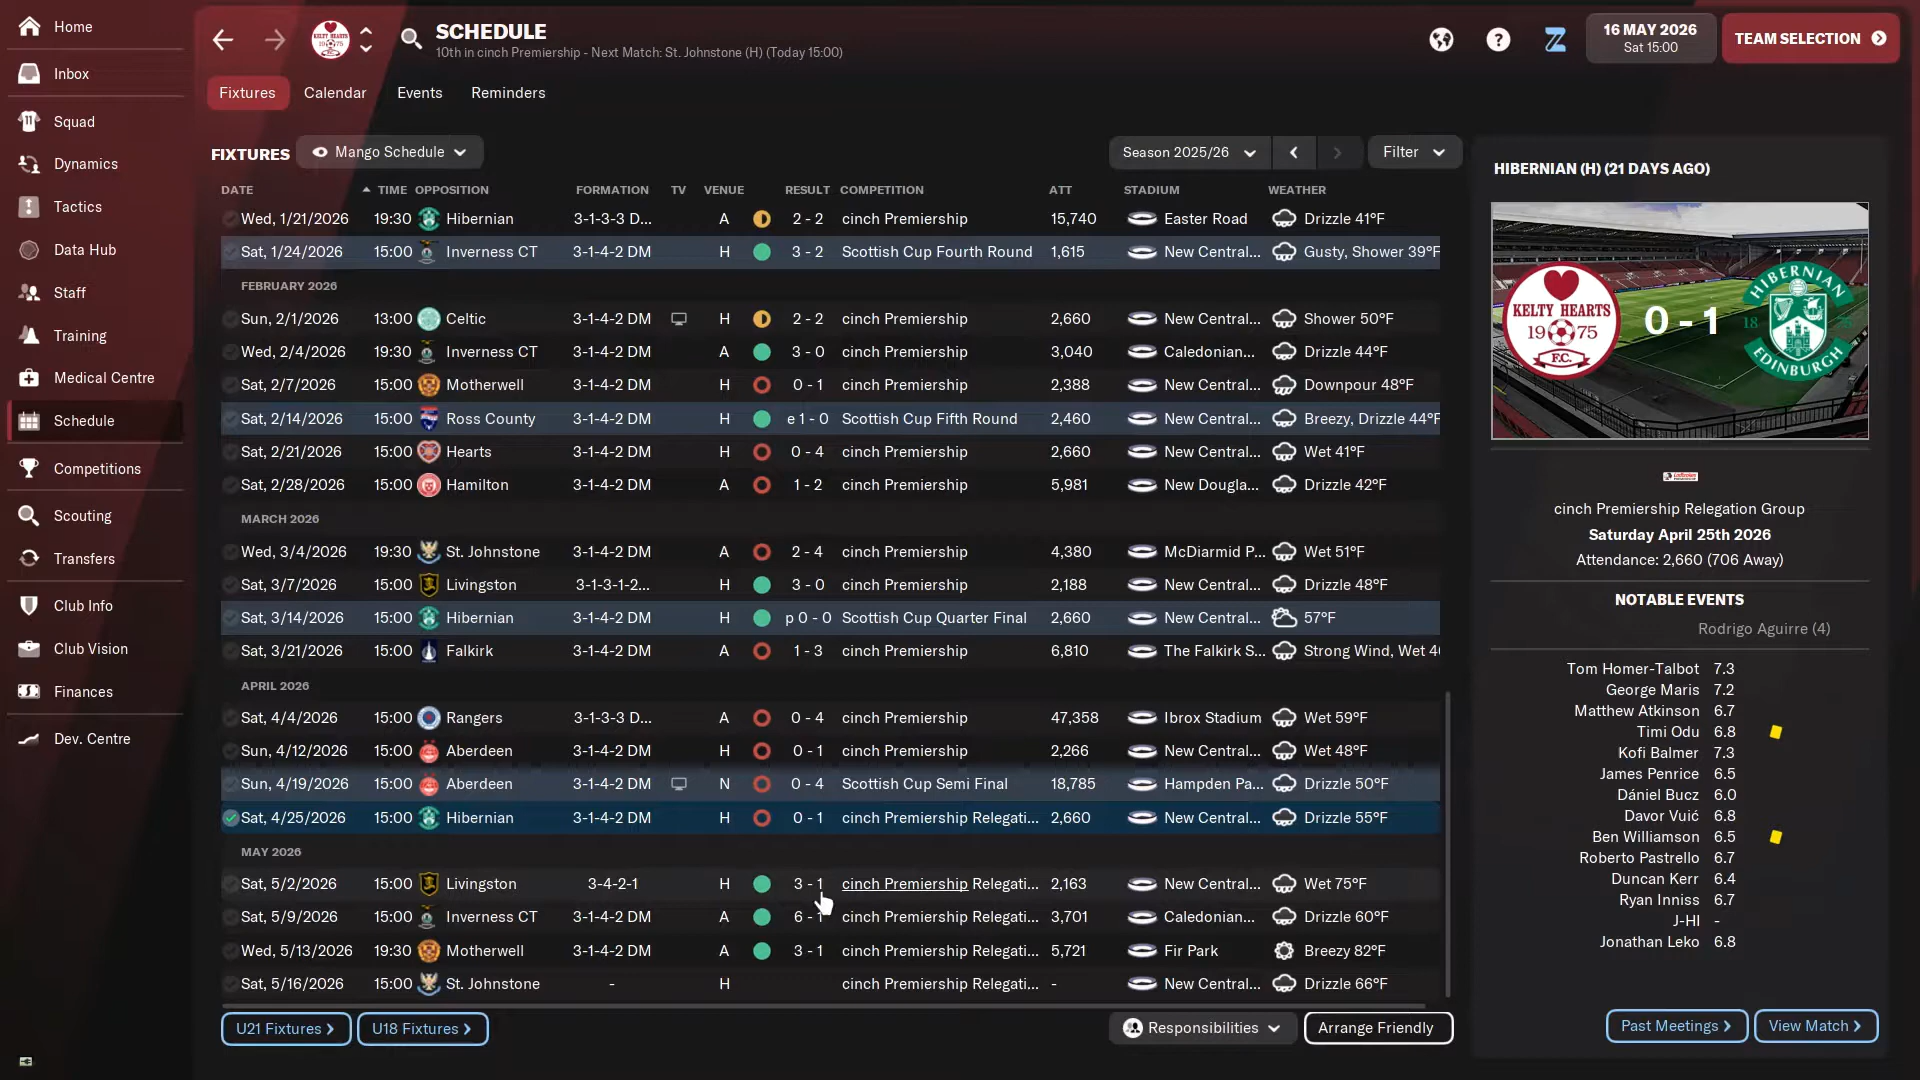 Home
Inbox
Squad
Dynamics
Tactics
Data Hub
Staff
Training
Medical Centre
Schedule
Competitions
Scouting
Transfers
Club Info
Club Vision
Finances
Dev. Centre
SCHEDULE
10th in cinch Premiership - Next Match: St. Johnstone (H) (Today 15:00)
16 MAY 2026
Sat 15:00
TEAM SELECTION
Fixtures Calendar Events Reminders
FIXTURES Mango Schedule Season 2025/26 Filter
DATE TIME OPPOSITION FORMATION TV VENUE RESULT COMPETITION ATT STADIUM WEATHER
Wed, 1/21/2026 19:30 Hibernian 3-1-3-3 D... A 2 - 2 cinch Premiership 15,740 Easter Road Drizzle 41°F
Sat, 1/24/2026 15:00 Inverness CT 3-1-4-2 DM H 3 - 2 Scottish Cup Fourth Round 1,615 New Central... Gusty, Shower 39°F
FEBRUARY 2026
Sun, 2/1/2026 13:00 Celtic 3-1-4-2 DM H 2 - 2 cinch Premiership 2,660 New Central... Shower 50°F
Wed, 2/4/2026 19:30 Inverness CT 3-1-4-2 DM A 3 - 0 cinch Premiership 3,040 Caledonian... Drizzle 44°F
Sat, 2/7/2026 15:00 Motherwell 3-1-4-2 DM H 0 - 1 cinch Premiership 2,388 New Central... Downpour 48°F
Sat, 2/14/2026 15:00 Ross County 3-1-4-2 DM H e 1 - 0 Scottish Cup Fifth Round 2,460 New Central... Breezy, Drizzle 44°F
Sat, 2/21/2026 15:00 Hearts 3-1-4-2 DM H 0 - 4 cinch Premiership 2,660 New Central... Wet 41°F
Sat, 2/28/2026 15:00 Hamilton 3-1-4-2 DM A 1 - 2 cinch Premiership 5,981 New Dougla... Drizzle 42°F
MARCH 2026
Wed, 3/4/2026 19:30 St. Johnstone 3-1-4-2 DM A 2 - 4 cinch Premiership 4,380 McDiarmid P... Wet 51°F
Sat, 3/7/2026 15:00 Livingston 3-1-3-1-2... H 3 - 0 cinch Premiership 2,188 New Central... Drizzle 48°F
Sat, 3/14/2026 15:00 Hibernian 3-1-4-2 DM H p 0 - 0 Scottish Cup Quarter Final 2,660 New Central... 57°F
Sat, 3/21/2026 15:00 Falkirk 3-1-4-2 DM A 1 - 3 cinch Premiership 6,810 The Falkirk S... Strong Wind, Wet 4
APRIL 2026
Sat, 4/4/2026 15:00 Rangers 3-1-3-3 D... A 0 - 4 cinch Premiership 47,358 Ibrox Stadium Wet 59°F
Sun, 4/12/2026 15:00 Aberdeen 3-1-4-2 DM H 0 - 1 cinch Premiership 2,266 New Central... Wet 48°F
Sun, 4/19/2026 15:00 Aberdeen 3-1-4-2 DM N 0 - 4 Scottish Cup Semi Final 18,785 Hampden Pa... Drizzle 50°F
Sat, 4/25/2026 15:00 Hibernian 3-1-4-2 DM H 0 - 1 cinch Premiership Relegati... 2,660 New Central... Drizzle 55°F
MAY 2026
Sat, 5/2/2026 15:00 Livingston 3-4-2-1 H 3 - 1 cinch Premiership Relegati... 2,163 New Central... Wet 75°F
Sat, 5/9/2026 15:00 Inverness CT 3-1-4-2 DM A 6 - 1 cinch Premiership Relegati... 3,701 Caledonian... Drizzle 60°F
Wed, 5/13/2026 19:30 Motherwell 3-1-4-2 DM A 3 - 1 cinch Premiership Relegati... 5,721 Fir Park Breezy 82°F
Sat, 5/16/2026 15:00 St. Johnstone - H cinch Premiership Relegati... - New Central... Drizzle 66°F
U21 Fixtures U18 Fixtures Responsibilities Arrange Friendly
HIBERNIAN (H) (21 DAYS AGO)
KELTY HEARTS
1975
F.C.
0 - 1
HIBERNIAN
18
EDINBURGH
cinch Premiership Relegation Group
Saturday April 25th 2026
Attendance: 2,660 (706 Away)
NOTABLE EVENTS
Rodrigo Aguirre (4)
Tom Homer-Talbot 7.3
George Maris 7.2
Matthew Atkinson 6.7
Timi Odu 6.8
Kofi Balmer 7.3
James Penrice 6.5
Dániel Bucz 6.0
Davor Vuić 6.8
Ben Williamson 6.5
Roberto Pastrello 6.7
Duncan Kerr 6.4
Ryan Inniss 6.7
J-HI -
Jonathan Leko 6.8
Past Meetings View Match